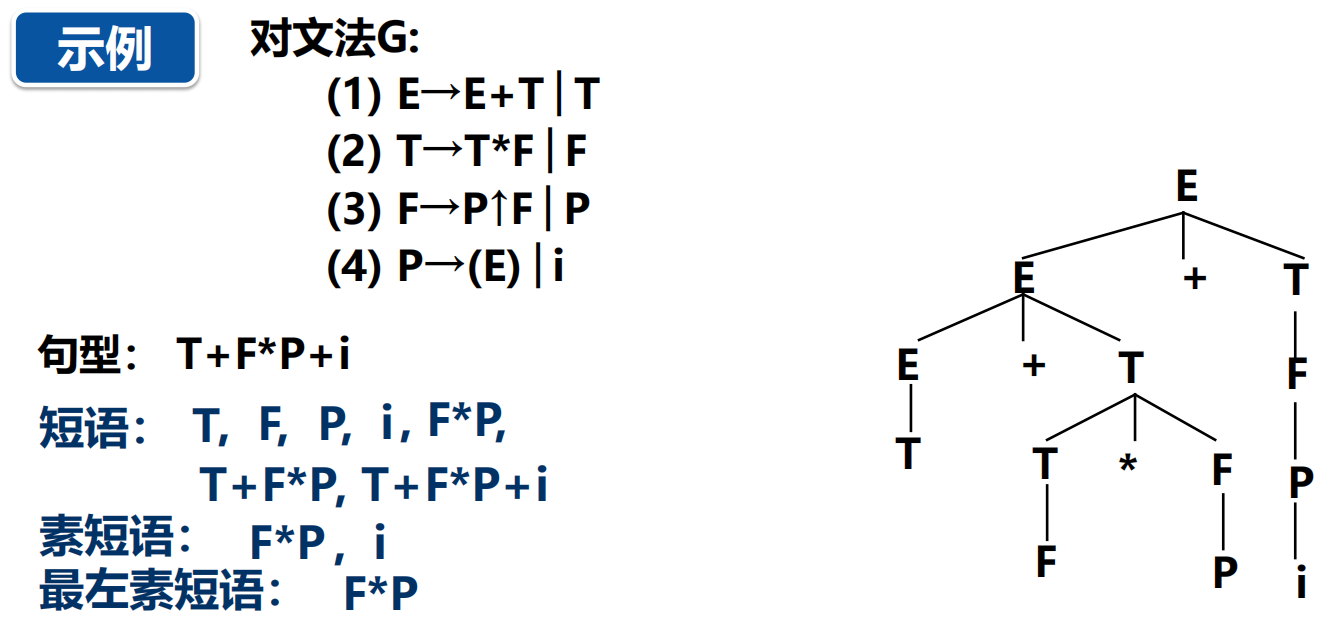 示例
对文法G:
(1) E→E+T|T
(2) T→T*F|F
(3) F→P↑F|P
(4) P→(E)|i
句型： T+F*P+i
短语： T, F, P, i, F*P,
T+F*P, T+F*P+i
素短语： F*P, i
最左素短语： F*P
E
E + T
E + T F
T T * F P
F P i